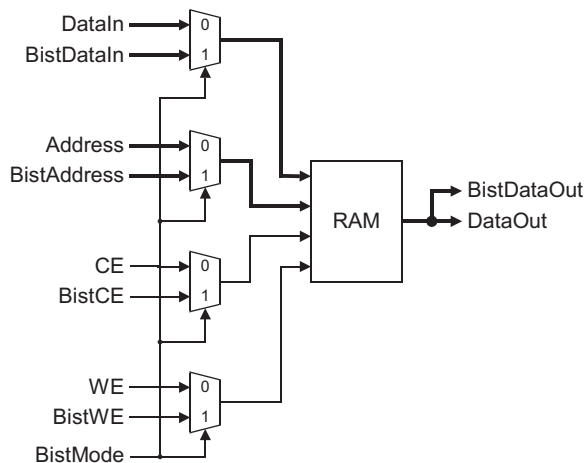 DataIn
0
BistDataIn
1
Address
0
BistAddress
1
RAM
BistDataOut
DataOut
CE
0
BistCE
1
WE
0
BistWE
1
BistMode